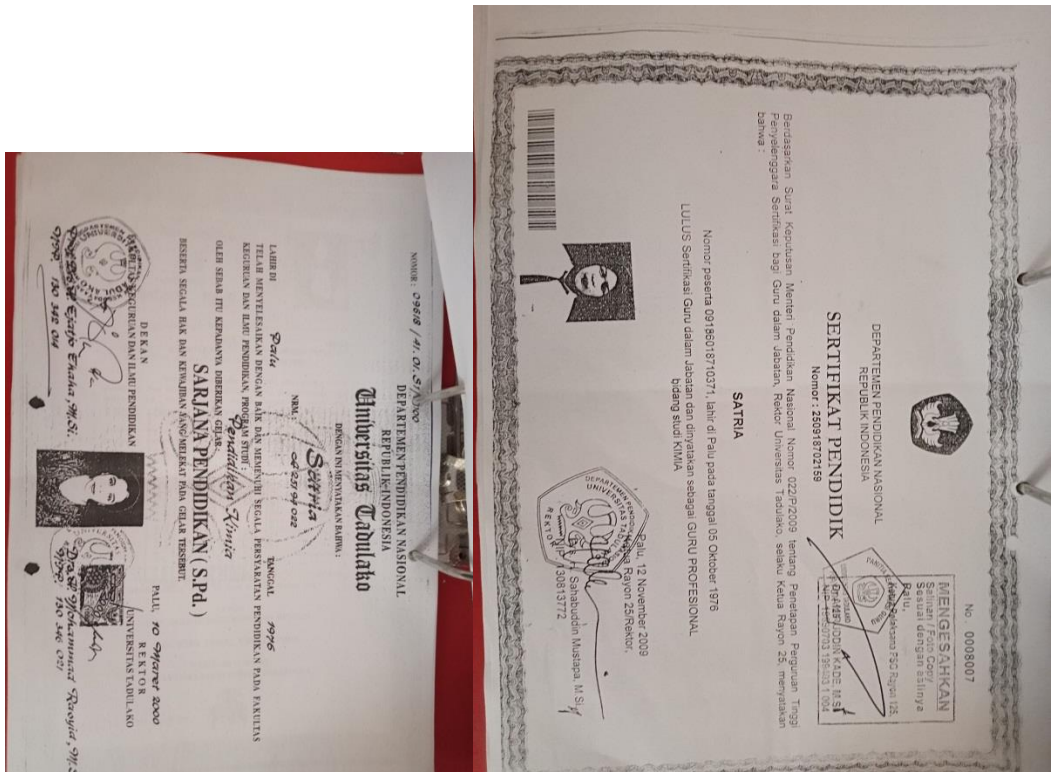 NOMOR : 09618 / 41.01.S1/2000
DEPARTEMEN PENDIDIKAN NASIONAL
REPUBLIK INDONESIA
Universitas Tadulako
DENGAN INI MENYATAKAN BAHWA :
Satria
NRM.
LAHIR DI Palu TANGGAL 1976
TELAH MENYELESAIKAN DENGAN BAIK DAN MEMENUHI SEGALA PERSYARATAN PENDIDIKAN PADA FAKULTAS
KEGURUAN DAN ILMU PENDIDIKAN, PROGRAM STUDI :
Pendidikan Kimia
OLEH SEBAB ITU KEPADANYA DIBERIKAN GELAR
SARJANA PENDIDIKAN ( S.Pd. )
BESERTA SEGALA HAK DAN KEWAJIBAN YANG MELEKAT PADA GELAR TERSEBUT.
PALU, 10 Maret 2000
DEKAN
FAKULTAS KEGURUAN DAN ILMU PENDIDIKAN
REKTOR
UNIVERSITAS TADULAKO
No. 0008007
MENGESAHKAN
Salinan / Foto Copy
Sesuai dengan aslinya
Palu,
DEPARTEMEN PENDIDIKAN NASIONAL
REPUBLIK INDONESIA
SERTIFIKAT PENDIDIK
Nomor : 250918702159
Berdasarkan Surat Keputusan Menteri Pendidikan Nasional Nomor 022/P/2009 tentang Penetapan Perguruan Tinggi
Penyelenggara Sertifikasi bagi Guru dalam Jabatan, Rektor Universitas Tadulako, selaku Ketua Rayon 25, menyatakan
bahwa :
SATRIA
Nomor peserta 09186018710371, lahir di Palu pada tanggal 05 Oktober 1976
LULUS Sertifikasi Guru dalam Jabatan dan dinyatakan sebagai GURU PROFESIONAL
bidang studi KIMIA
Palu, 12 November 2009
Ketua Rayon 25/Rektor,
Sahabuddin Mustapa, M.Si
NIP. 130813772